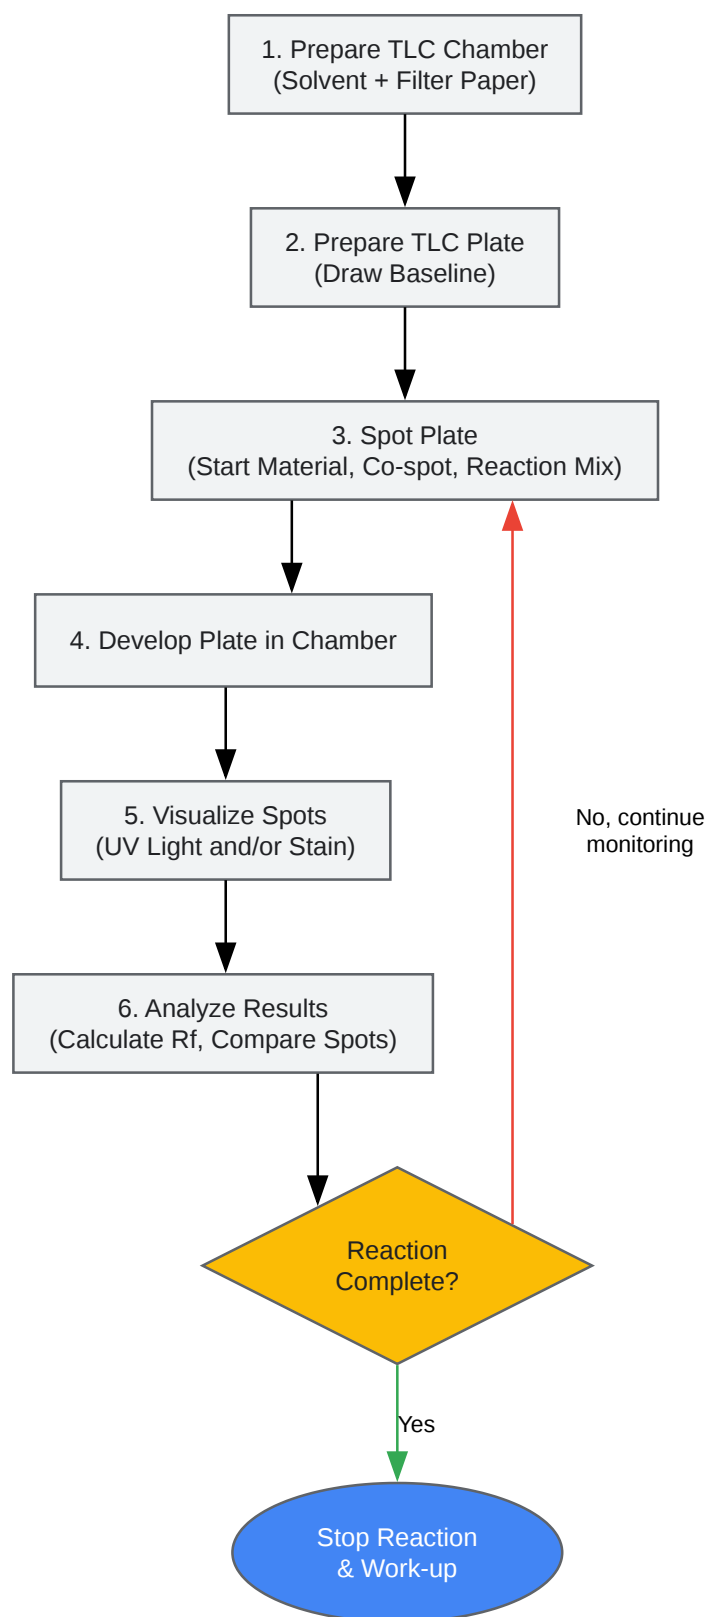 1. Prepare TLC Chamber
(Solvent + Filter Paper)
2. Prepare TLC Plate
(Draw Baseline)
3. Spot Plate
(Start Material, Co-spot, Reaction Mix)
4. Develop Plate in Chamber
5. Visualize Spots
(UV Light and/or Stain)
No, continue
monitoring
6. Analyze Results
(Calculate Rf, Compare Spots)
Reaction
Complete?
Yes
Stop Reaction
& Work-up